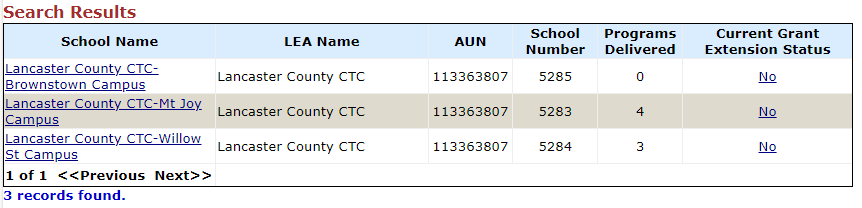 Search Results
School Name LEA Name AUN School Number Programs Delivered Current Grant Extension Status
Lancaster County CTC-
Brownstown Campus Lancaster County CTC 113363807 5285 0 No
Lancaster County CTC-Mt Joy
Campus Lancaster County CTC 113363807 5283 4 No
Lancaster County CTC-Willow
St Campus Lancaster County CTC 113363807 5284 3 No
1 of 1 <<Previous Next>>
3 records found.